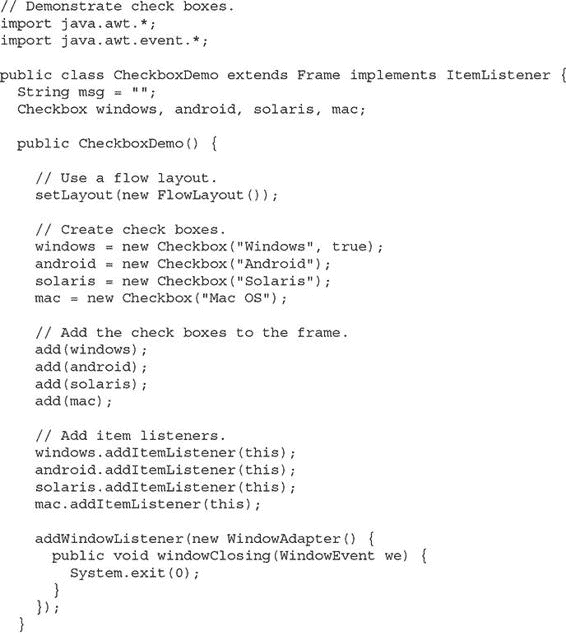 // Demonstrate check boxes.
import java.awt.*;
import java.awt.event.*;

public class CheckboxDemo extends Frame implements ItemListener {
  String msg = "";
  Checkbox windows, android, solaris, mac;

  public CheckboxDemo() {

    // Use a flow layout.
    setLayout(new FlowLayout());

    // Create check boxes.
    windows = new Checkbox("Windows", true);
    android = new Checkbox("Android");
    solaris = new Checkbox("Solaris");
    mac = new Checkbox("Mac OS");

    // Add the check boxes to the frame.
    add(windows);
    add(android);
    add(solaris);
    add(mac);

    // Add item listeners.
    windows.addItemListener(this);
    android.addItemListener(this);
    solaris.addItemListener(this);
    mac.addItemListener(this);

    addWindowListener(new WindowAdapter() {
      public void windowClosing(WindowEvent we) {
        System.exit(0);
      }
    });
  }